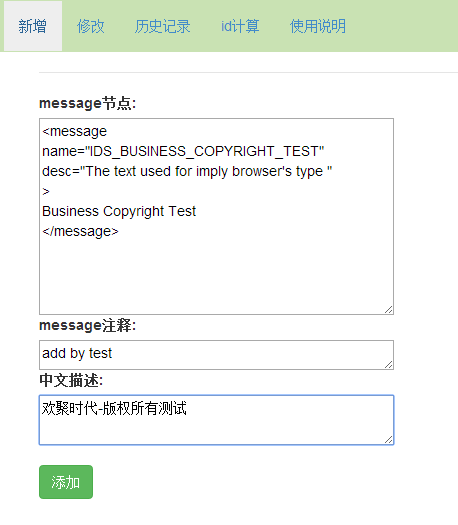 新增 修改 历史记录 id计算 使用说明
message节点:
<message
name="IDS_BUSINESS_COPYRIGHT_TEST"
desc="The text used for imply browser's type "
>
Business Copyright Test
</message>
message注释:
add by test
中文描述:
欢聚时代-版权所有测试
添加